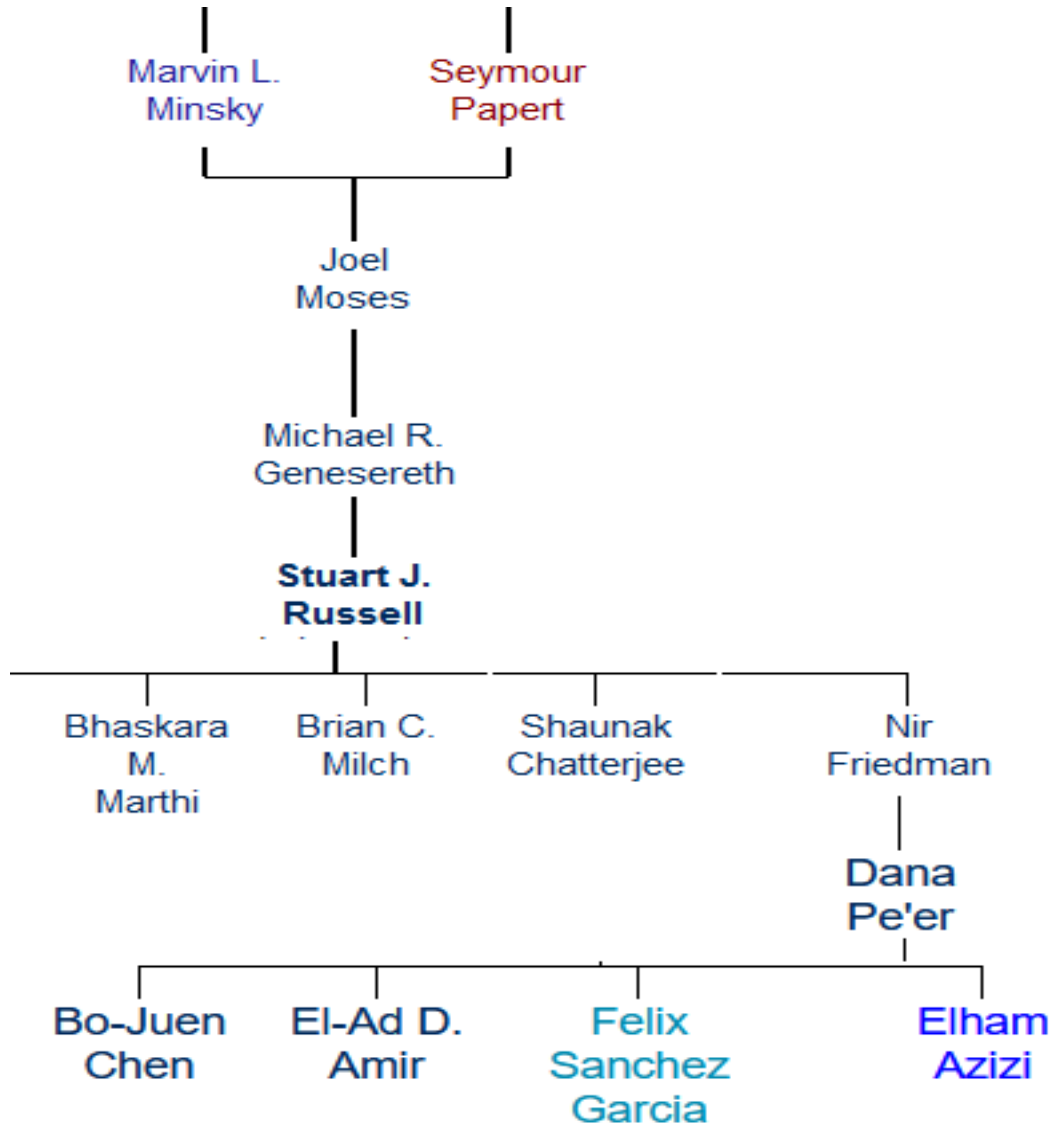 Marvin L.
Minsky
Seymour
Papert
Joel
Moses
Michael R.
Genesereth
Stuart J.
Russell
Bhaskara
M.
Marthi
Brian C.
Milch
Shaunak
Chatterjee
Nir
Friedman
Dana
Pe'er
Bo-Juen
Chen
El-Ad D.
Amir
Felix
Sanchez
Garcia
Elham
Azizi